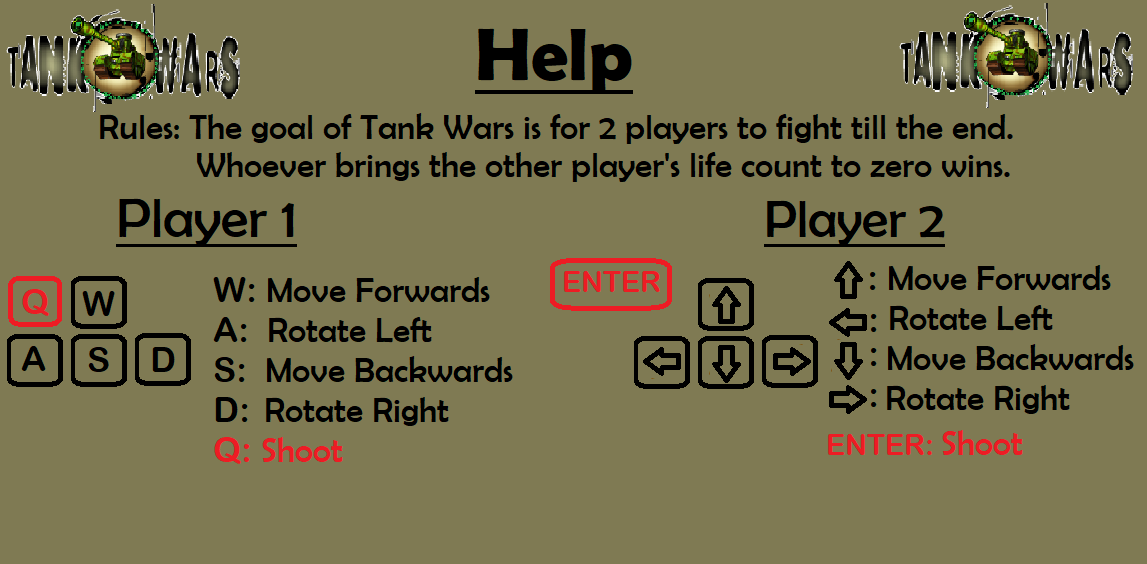 TANK WARS
Help
TANK WARS
Rules: The goal of Tank Wars is for 2 players to fight till the end.
Whoever brings the other player's life count to zero wins.
Player 1
Q W
A S D
W: Move Forwards
A: Rotate Left
S: Move Backwards
D: Rotate Right
Q: Shoot
Player 2
ENTER
⇧: Move Forwards
⇦: Rotate Left
⇩: Move Backwards
⇨: Rotate Right
ENTER: Shoot